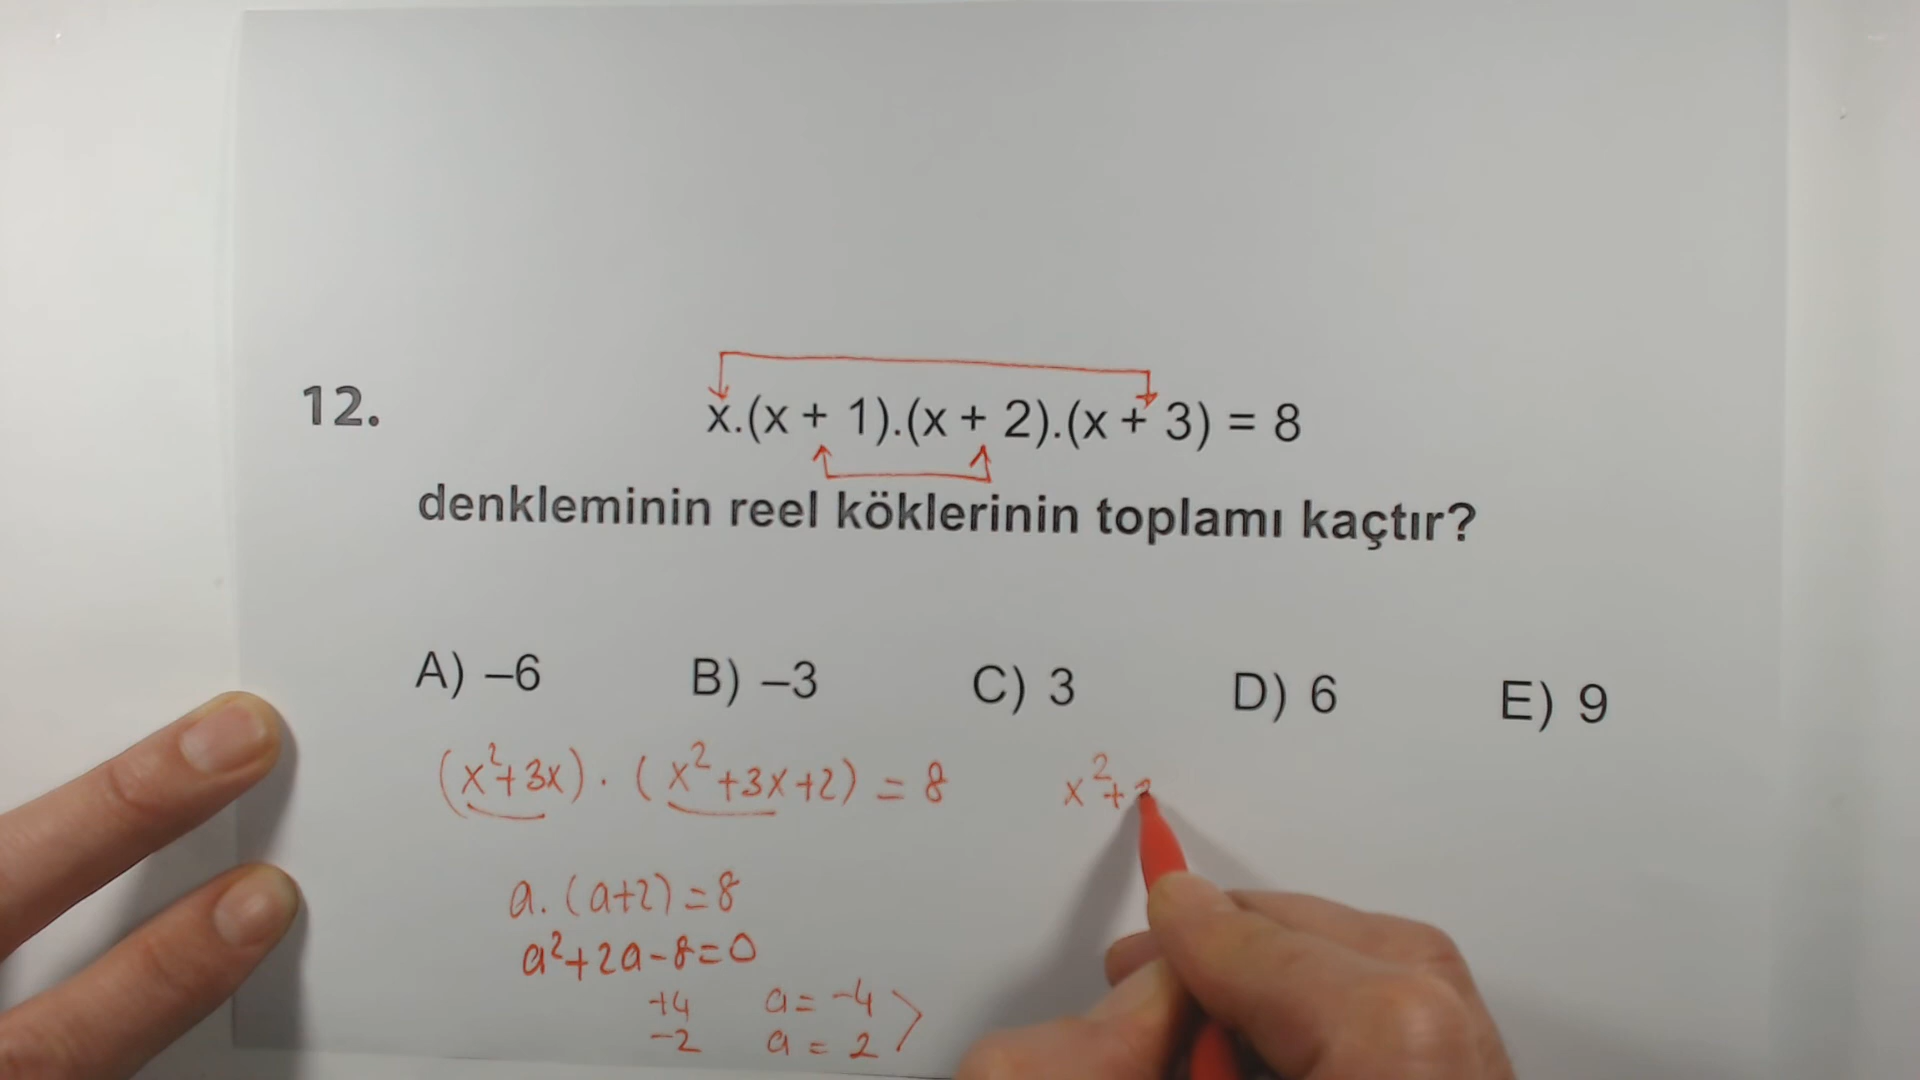 12. x.(x + 1).(x + 2).(x + 3) = 8
denkleminin reel köklerinin toplamı kaçtır?
A) –6 B) –3 C) 3 D) 6 E) 9
(x²+3x) . (x²+3x+2) = 8 x²+
a. (a+2) = 8
a²+2a-8=0
+4 a = -4
-2 a = 2